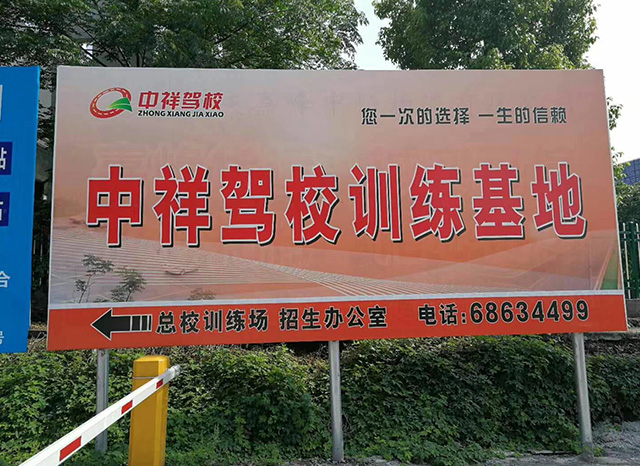 中祥驾校
ZHONG XIANG JIA XIAO
您一次的选择 一生的信赖
中祥驾校训练基地
总校训练场 招生办公室 电话:68634499
站
合